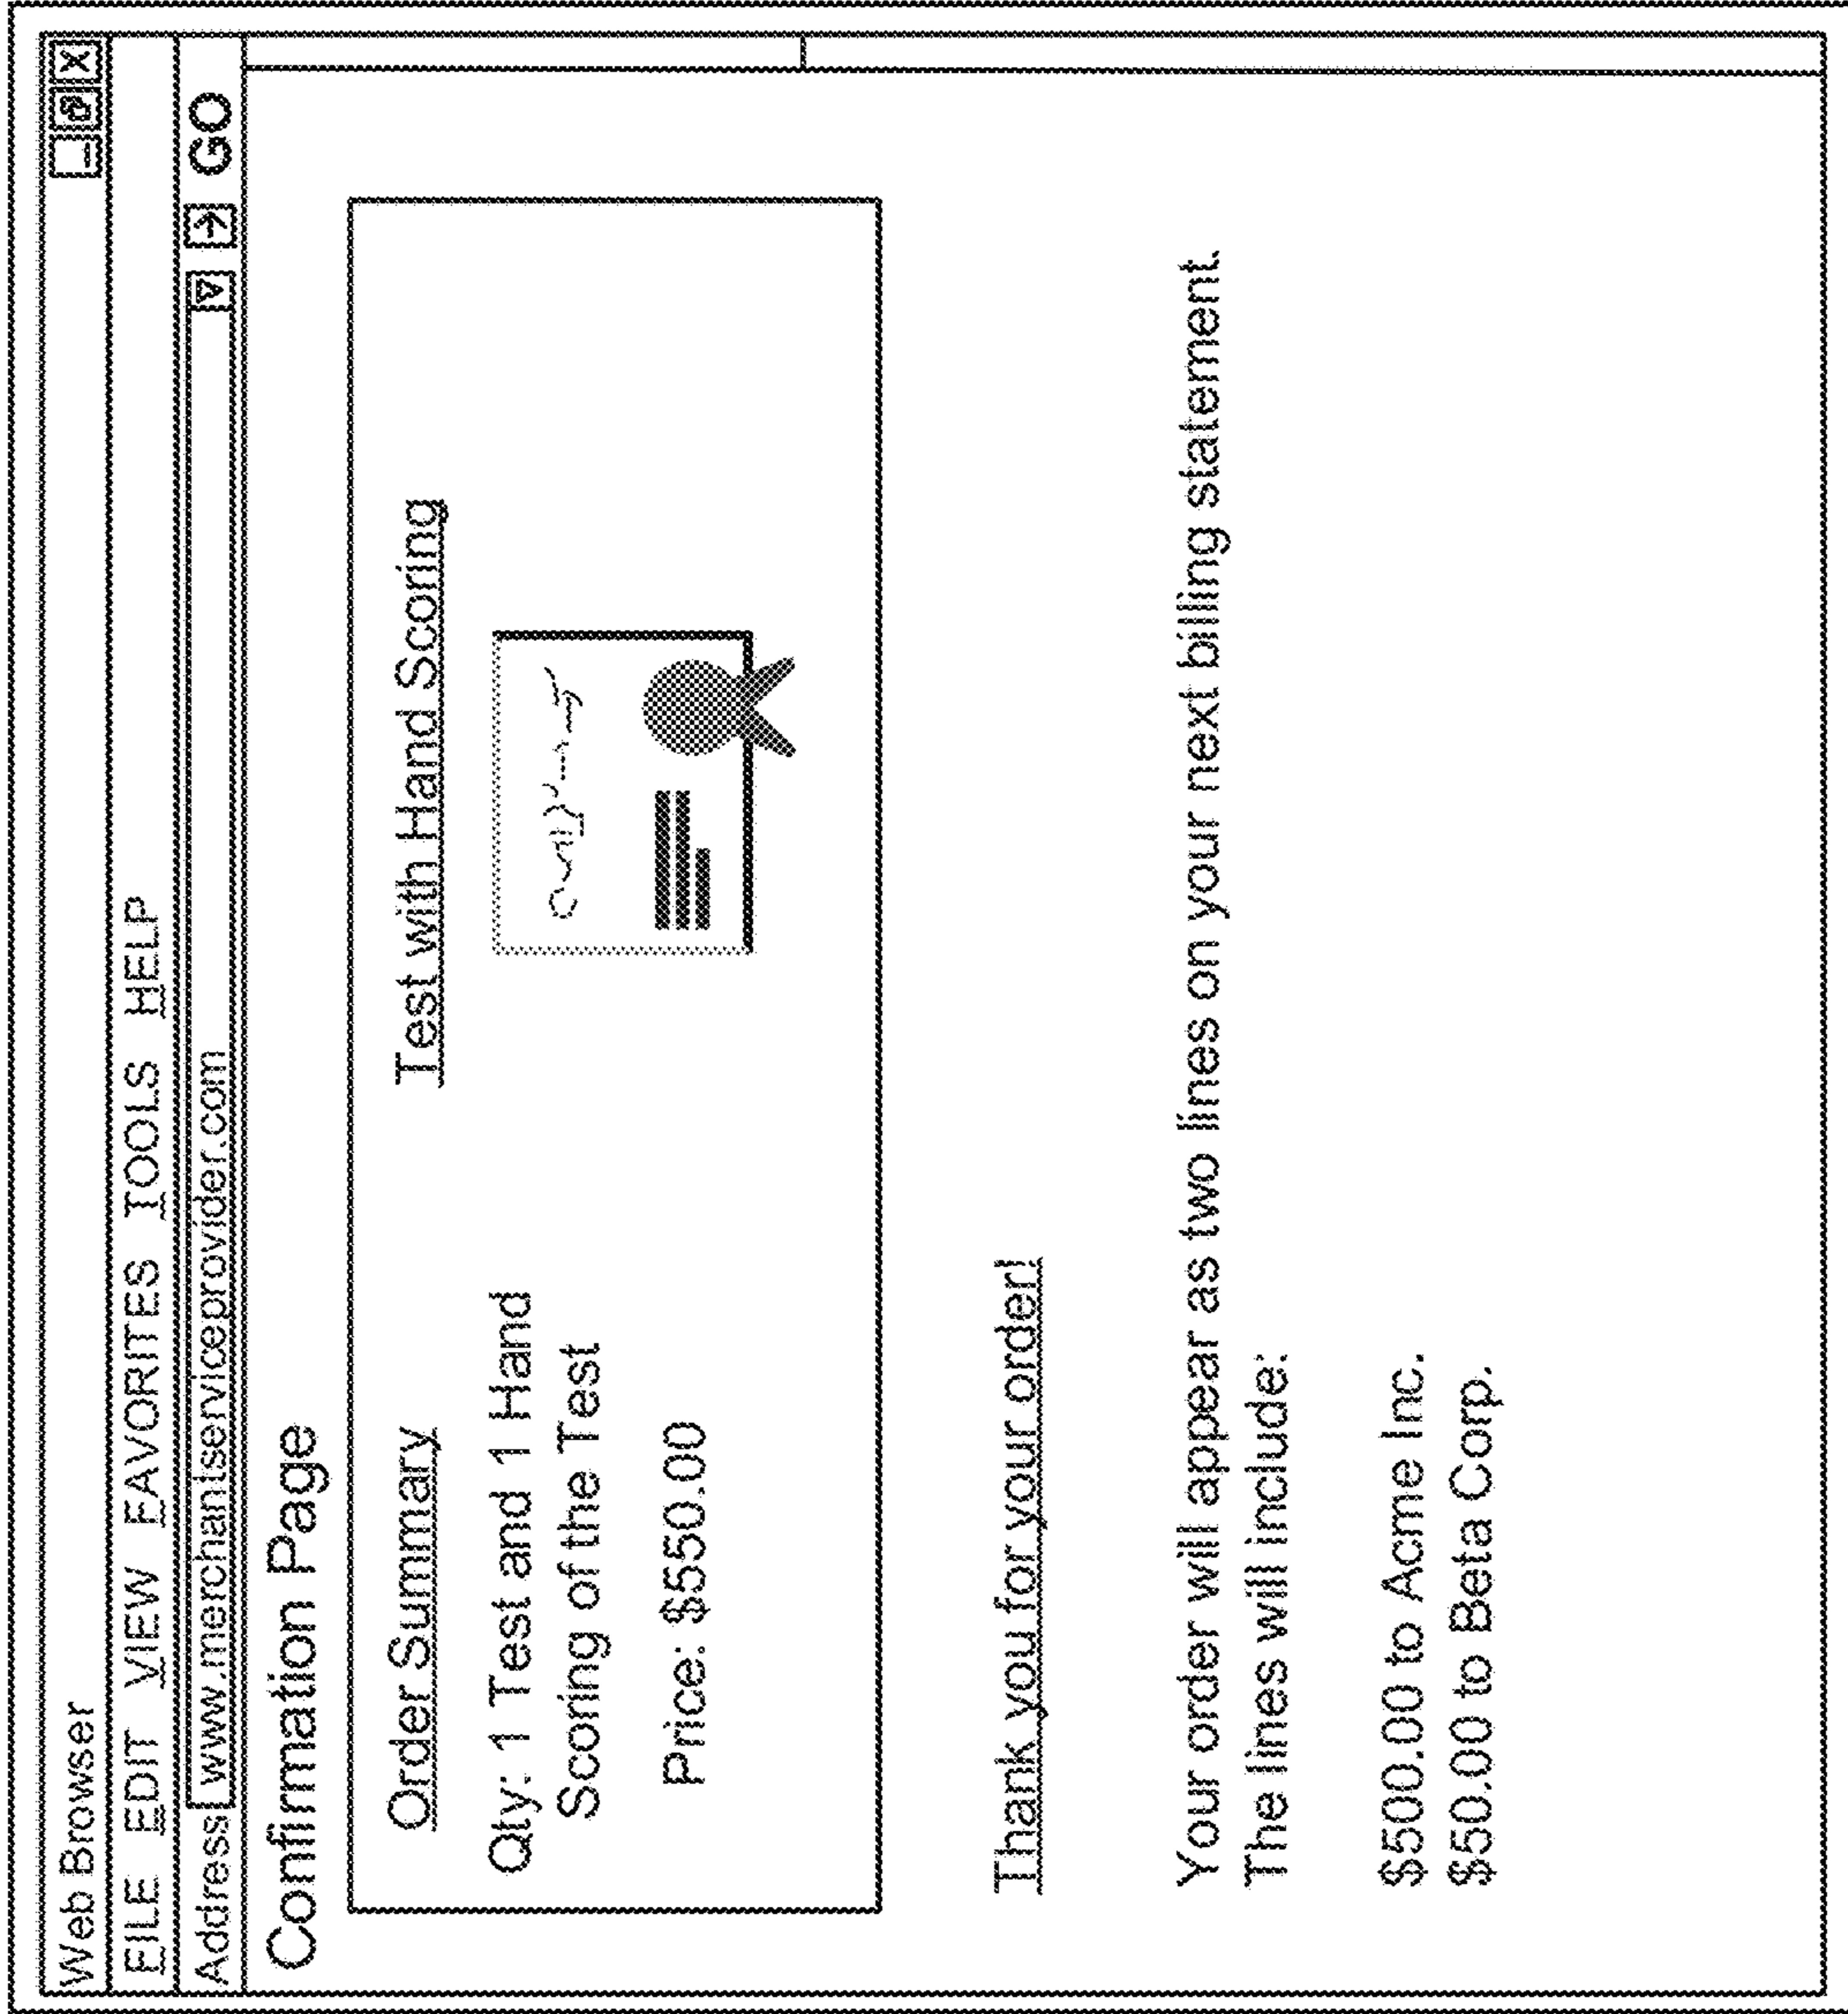 Web Browser
FILE EDIT VIEW FAVORITES TOOLS HELP
Address www.merchantserviceprovider.com GO
Confirmation Page
Order Summary
Test with Hand Scoring
Qty: 1 Test and 1 Hand
Scoring of the Test
Price: $550.00
Thank you for your order!
Your order will appear as two lines on your next billing statement.
The lines will include:
$500.00 to Acme Inc.
$50.00 to Beta Corp.